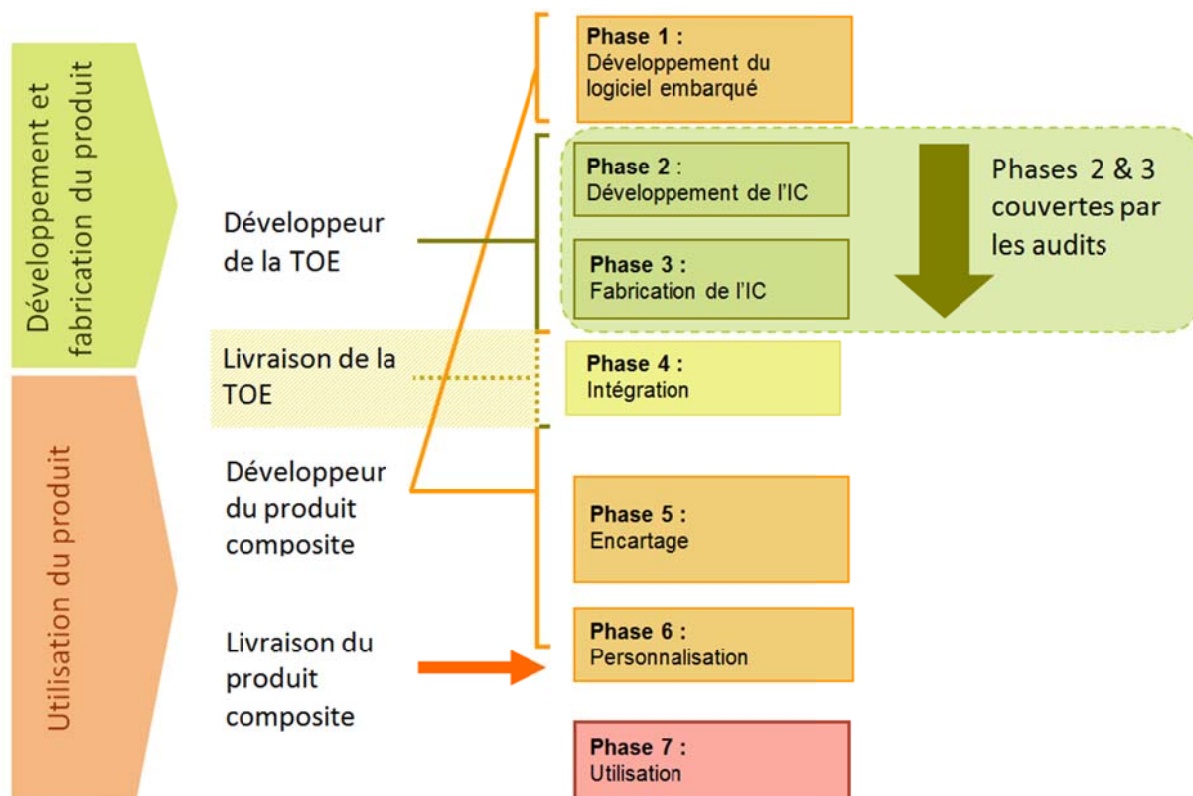 Développement et
fabrication du produit
Utilisation du produit
Développeur
de la TOE
Livraison de la
TOE
Développeur
du produit
composite
Livraison du
produit
composite
Phase 1 :
Développement du
logiciel embarqué
Phase 2 :
Développement de l'IC
Phase 3 :
Fabrication de l'IC
Phases 2 & 3
couvertes par
les audits
Phase 4 :
Intégration
Phase 5 :
Encartage
Phase 6 :
Personnalisation
Phase 7 :
Utilisation